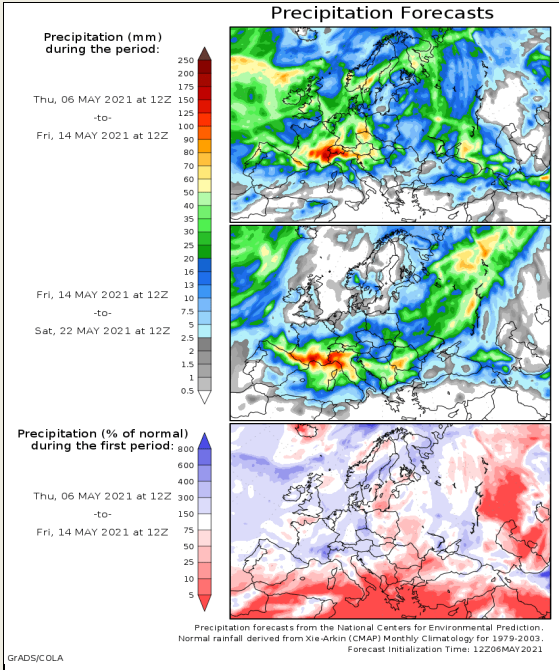 Precipitation Forecasts
Precipitation (mm)
during the period:
Thu, 06 MAY 2021 at 12Z
-to-
Fri, 14 MAY 2021 at 12Z
250
200
175
150
125
100
90
80
70
60
50
40
35
30
25
20
16
13
10
7.5
5
2.5
2
1.5
1
0.5
Fri, 14 MAY 2021 at 12Z
-to-
Sat, 22 MAY 2021 at 12Z
Precipitation (% of normal)
during the first period:
Thu, 06 MAY 2021 at 12Z
-to-
Fri, 14 MAY 2021 at 12Z
800
600
400
300
150
75
50
25
10
5
Precipitation forecasts from the National Centers for Environmental Prediction.
Normal rainfall derived from Xie-Arkin (CMAP) Monthly Climatology for 1979-2003.
Forecast Initialization Time: 12Z06MAY2021
GrADS/COLA